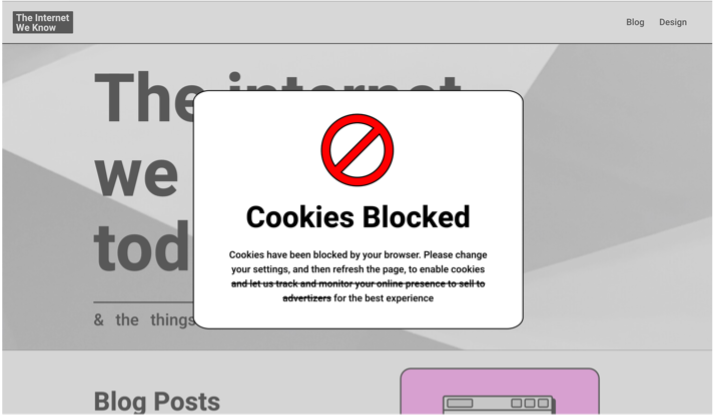 The Internet
We Know
Blog Design
The internet
we
tod
& the things
Cookies Blocked
Cookies have been blocked by your browser. Please change
your settings, and then refresh the page, to enable cookies
and let us track and monitor your online presence to sell to
advertizers for the best experience
Blog Posts